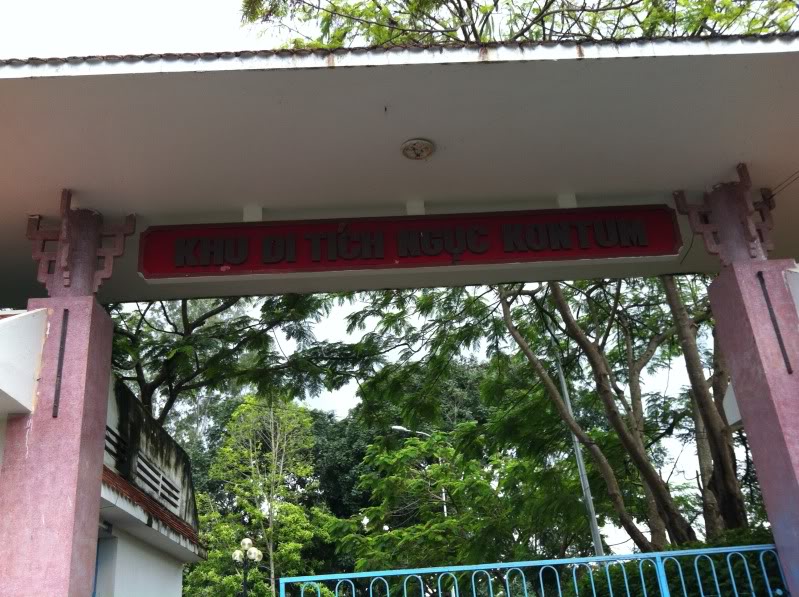 KHU DI TÍCH NGỤC KONTUM